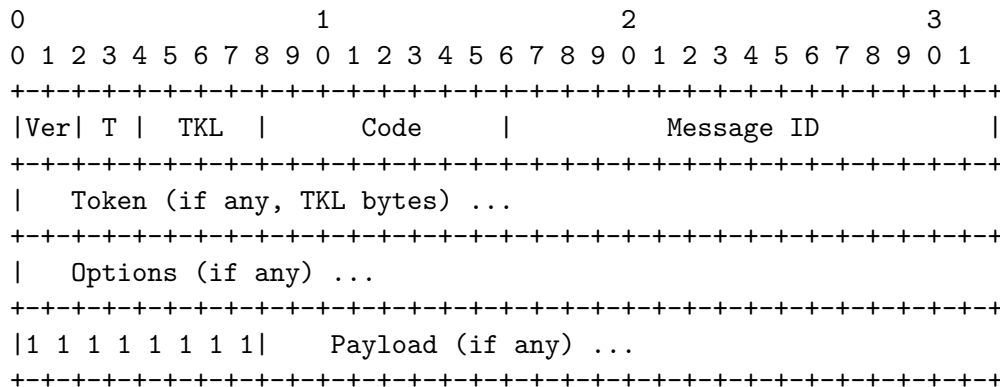 0                   1                   2                   3
0 1 2 3 4 5 6 7 8 9 0 1 2 3 4 5 6 7 8 9 0 1 2 3 4 5 6 7 8 9 0 1
+-+-+-+-+-+-+-+-+-+-+-+-+-+-+-+-+-+-+-+-+-+-+-+-+-+-+-+-+-+-+-+-+
|Ver| T |  TKL  |      Code     |          Message ID           |
+-+-+-+-+-+-+-+-+-+-+-+-+-+-+-+-+-+-+-+-+-+-+-+-+-+-+-+-+-+-+-+-+
|   Token (if any, TKL bytes) ...
+-+-+-+-+-+-+-+-+-+-+-+-+-+-+-+-+-+-+-+-+-+-+-+-+-+-+-+-+-+-+-+-+
|   Options (if any) ...
+-+-+-+-+-+-+-+-+-+-+-+-+-+-+-+-+-+-+-+-+-+-+-+-+-+-+-+-+-+-+-+-+
|1 1 1 1 1 1 1 1|    Payload (if any) ...
+-+-+-+-+-+-+-+-+-+-+-+-+-+-+-+-+-+-+-+-+-+-+-+-+-+-+-+-+-+-+-+-+